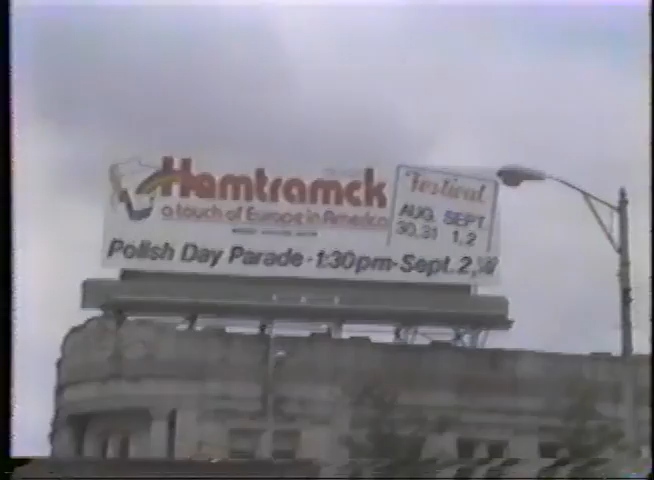 Hamtramck
a touch of Europe in America
Festival
AUG. SEPT.
30,31 1,2
Polish Day Parade-1:30pm-Sept. 2,